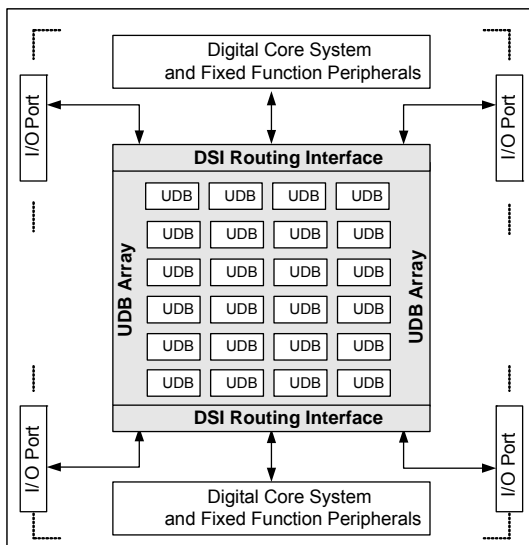 Digital Core System
and Fixed Function Peripherals
I/O Port
I/O Port
DSI Routing Interface
UDB UDB UDB UDB
UDB UDB UDB UDB
UDB UDB UDB UDB
UDB UDB UDB UDB
UDB UDB UDB UDB
UDB UDB UDB UDB
UDB Array
UDB Array
DSI Routing Interface
I/O Port
I/O Port
Digital Core System
and Fixed Function Peripherals